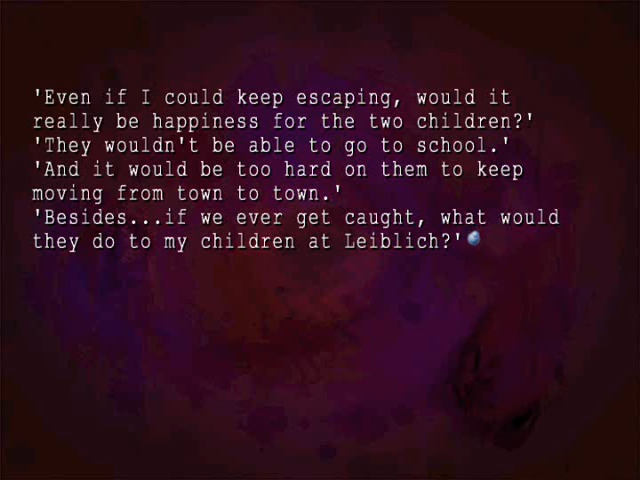 'Even if I could keep escaping, would it
really be happiness for the two children?'
'They wouldn't be able to go to school.'
'And it would be too hard on them to keep
moving from town to town.'
'Besides...if we ever get caught, what would
they do to my children at Leiblich?'